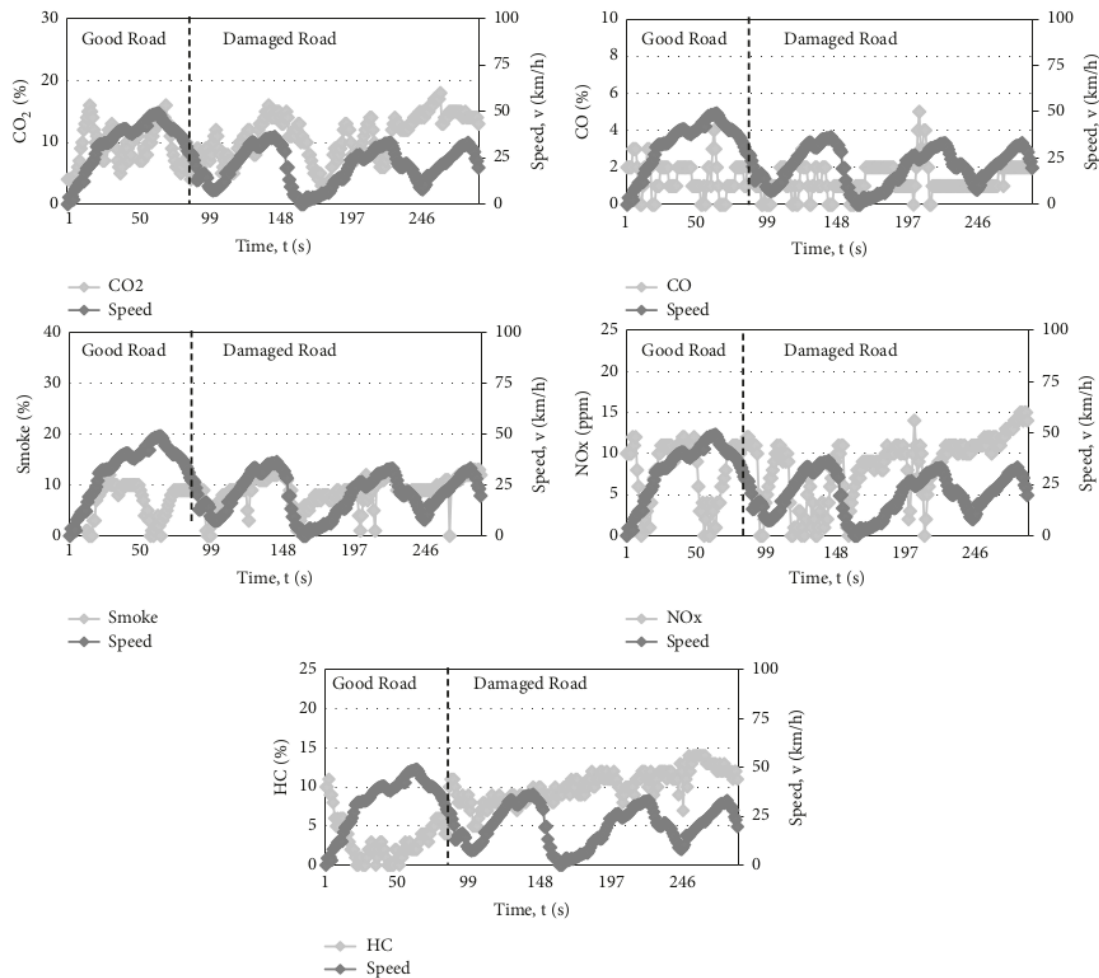 30
20
10
0
CO₂ (%)
Good Road
Damaged Road
100
75
50
25
0
Speed, v (km/h)
1
50
99
148
197
246
Time, t (s)
CO2
Speed
10
8
6
4
2
0
CO (%)
Good Road
Damaged Road
100
75
50
25
0
Speed, v (km/h)
1
50
99
148
197
246
Time, t (s)
CO
Speed
40
30
20
10
0
Smoke (%)
Good Road
Damaged Road
100
75
50
25
0
Speed, v (km/h)
1
50
99
148
197
246
Time, t (s)
Smoke
Speed
25
20
15
10
5
0
NOx (ppm)
Good Road
Damaged Road
100
75
50
25
0
Speed, v (km/h)
1
50
99
148
197
246
Time, t (s)
NOx
Speed
25
20
15
10
5
0
HC (%)
Good Road
Damaged Road
100
75
50
25
0
Speed, v (km/h)
1
50
99
148
197
246
Time, t (s)
HC
Speed